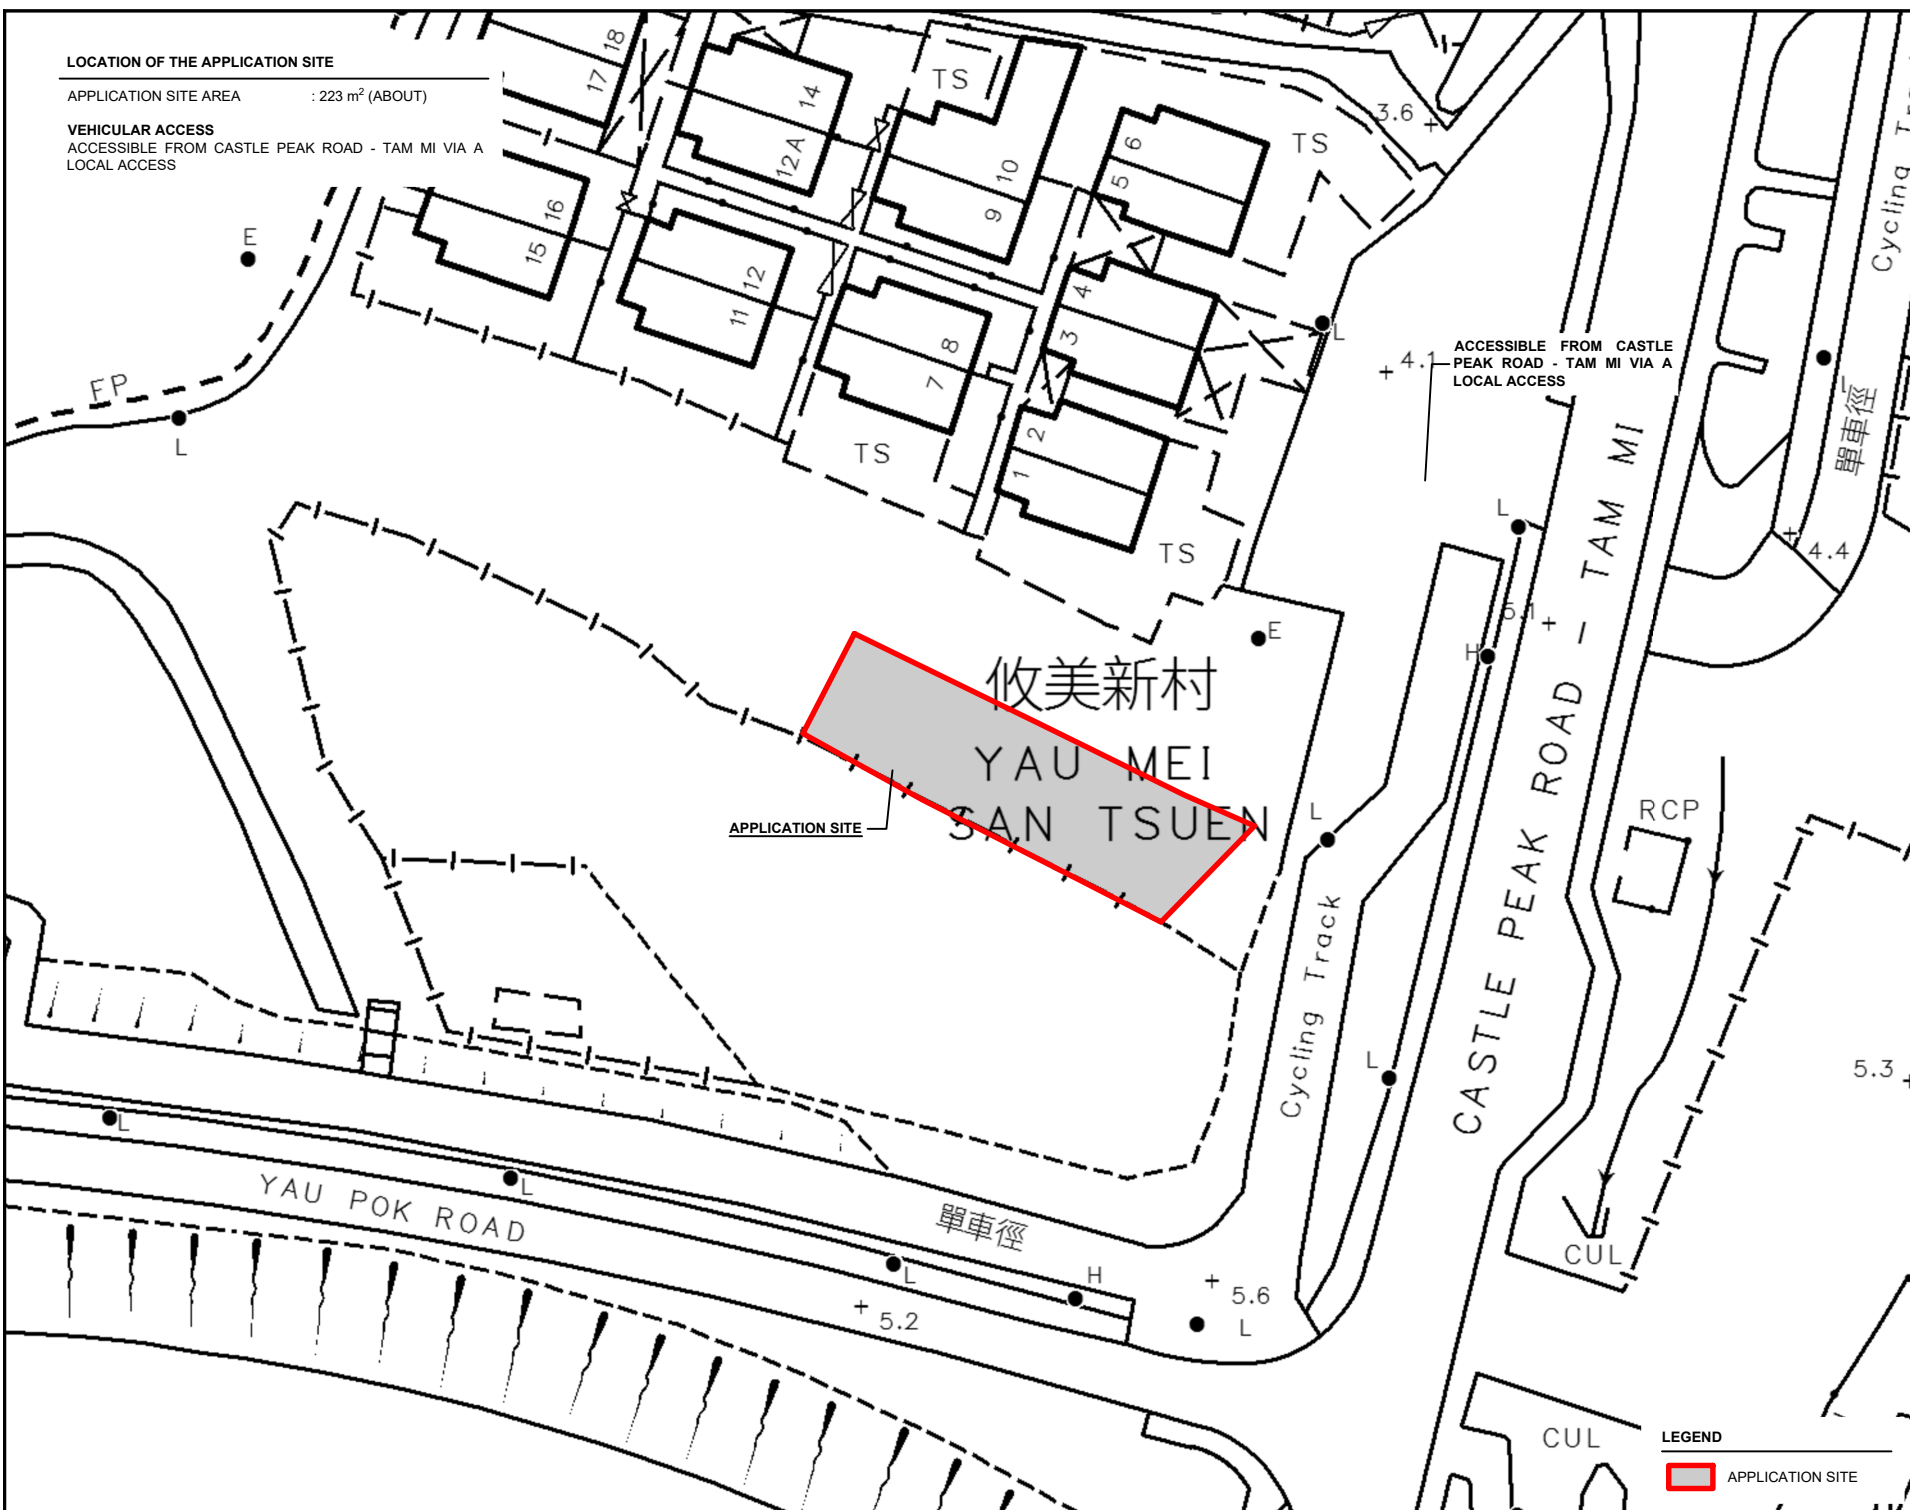 LOCATION OF THE APPLICATION SITE
APPLICATION SITE AREA : 223 m² (ABOUT)
VEHICULAR ACCESS
ACCESSIBLE FROM CASTLE PEAK ROAD - TAM MI VIA A
LOCAL ACCESS
18
17
14
12A
TS
10
9
6
5
TS
3.6
Cycling
E
16
15
12
11
8
7
4
3
L
4.1
ACCESSIBLE FROM CASTLE
PEAK ROAD - TAM MI VIA A
LOCAL ACCESS
FP
L
TS
2
1
TS
單車徑
L
4.4
5.1
H
E
攸美新村
YAU MEI
SAN TSUEN
APPLICATION SITE
L
RCP
CASTLE PEAK ROAD - TAM MI
Cycling Track
L
5.3
L
YAU POK ROAD
L
單車徑
L
H
5.2
5.6
L
CUL
CUL
LEGEND
APPLICATION SITE